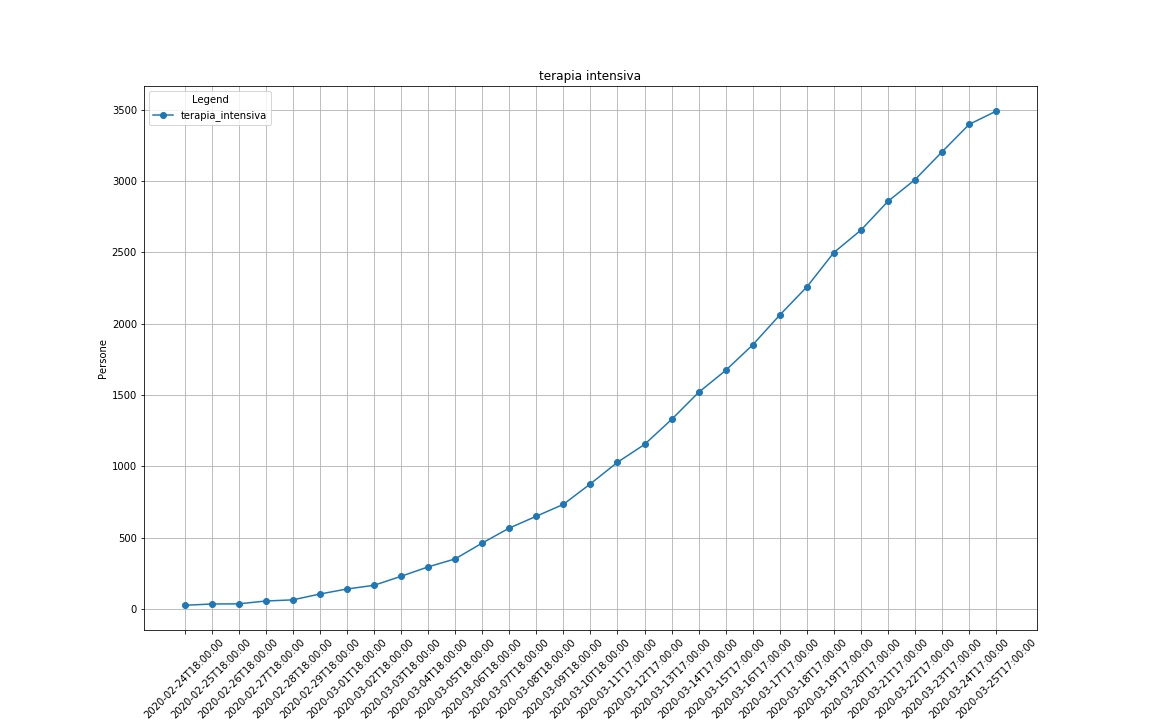 terapia intensiva
Legend
terapia_intensiva
3500
3000
2500
2000
1500
1000
500
0
Persone
2020-02-24T18:00:00
2020-02-25T18:00:00
2020-02-26T18:00:00
2020-02-27T18:00:00
2020-02-28T18:00:00
2020-02-29T18:00:00
2020-03-01T18:00:00
2020-03-02T18:00:00
2020-03-03T18:00:00
2020-03-04T18:00:00
2020-03-05T18:00:00
2020-03-06T18:00:00
2020-03-07T18:00:00
2020-03-08T18:00:00
2020-03-09T18:00:00
2020-03-10T18:00:00
2020-03-11T17:00:00
2020-03-12T17:00:00
2020-03-13T17:00:00
2020-03-14T17:00:00
2020-03-15T17:00:00
2020-03-16T17:00:00
2020-03-17T17:00:00
2020-03-18T17:00:00
2020-03-19T17:00:00
2020-03-20T17:00:00
2020-03-21T17:00:00
2020-03-22T17:00:00
2020-03-23T17:00:00
2020-03-24T17:00:00
2020-03-25T17:00:00